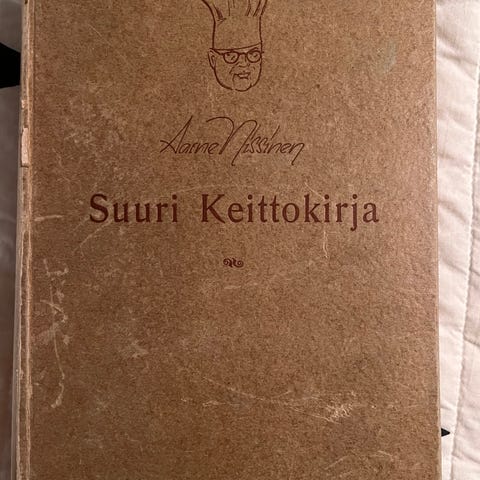 Aarne Nissinen
Suuri Keittokirja